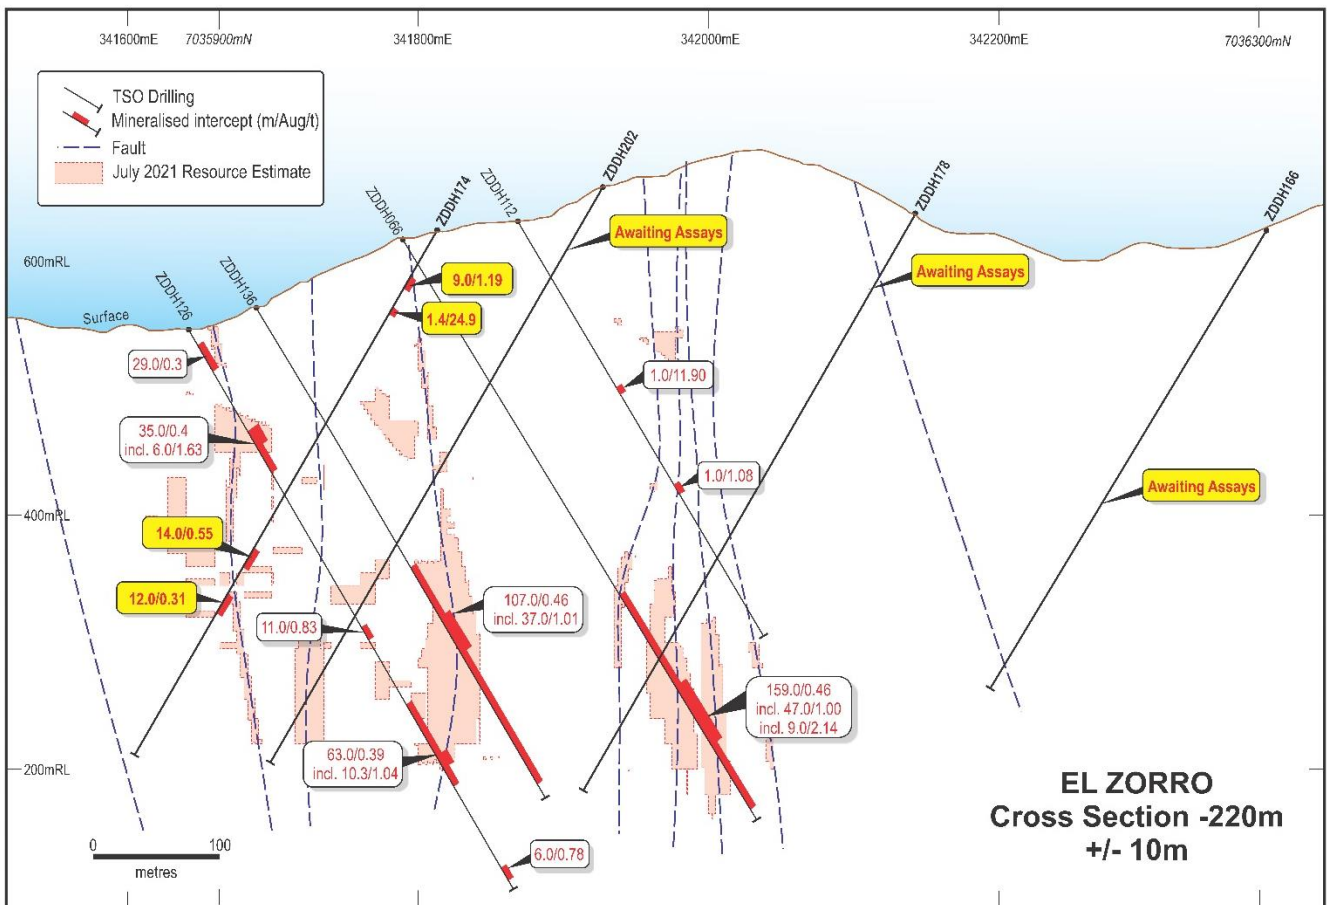 341600mE
7035900mN
341800mE
342000mE
342200mE
7036300mN
TSO Drilling
Mineralised intercept (m/Aug/t)
Fault
July 2021 Resource Estimate
ZDDH126
ZDDH136
ZDDH066
ZDDH174
ZDDH112
ZDDH202
ZDDH178
ZDDH166
600mRL
400mRL
200mRL
Surface
Awaiting Assays
Awaiting Assays
Awaiting Assays
9.0/1.19
1.4/24.9
29.0/0.3
1.0/11.90
35.0/0.4
incl. 6.0/1.63
1.0/1.08
14.0/0.55
12.0/0.31
11.0/0.83
107.0/0.46
incl. 37.0/1.01
159.0/0.46
incl. 47.0/1.00
incl. 9.0/2.14
63.0/0.39
incl. 10.3/1.04
6.0/0.78
0
100
metres
EL ZORRO
Cross Section -220m
+/- 10m